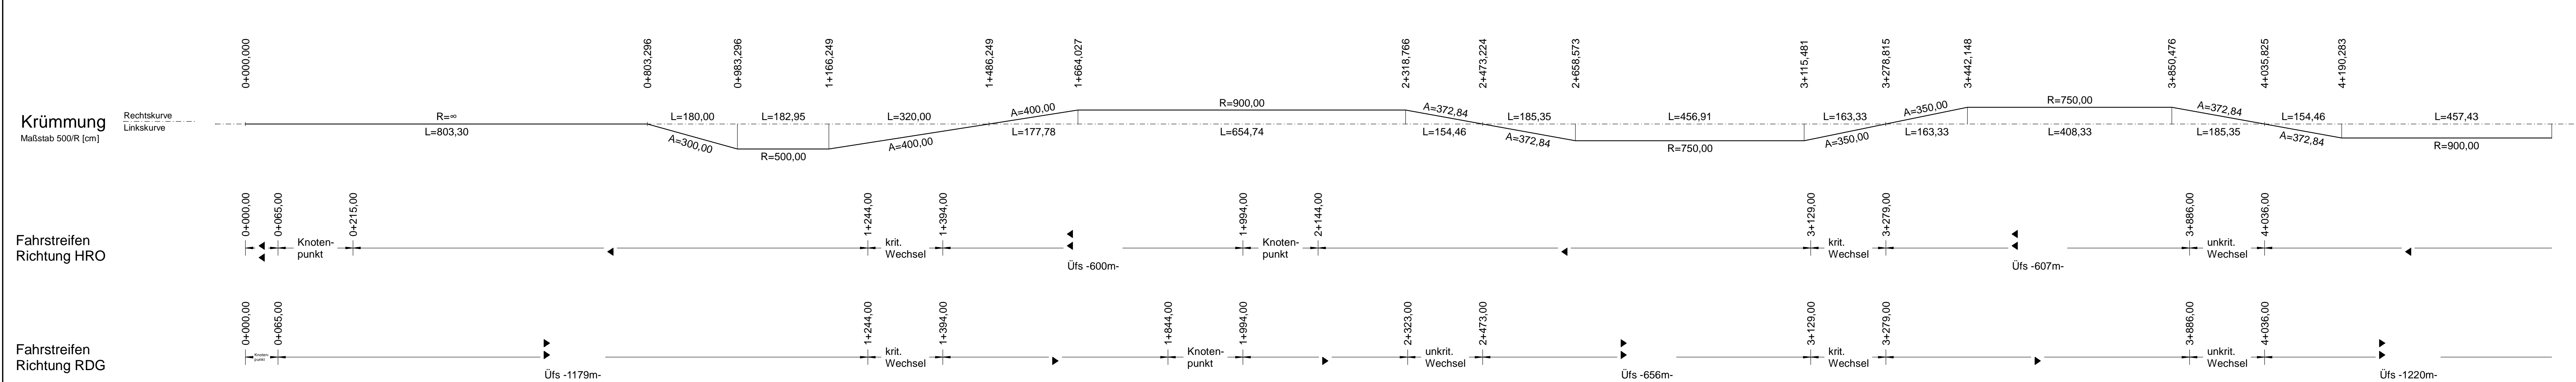 0+000,000
0+803,296
0+983,296
1+166,249
1+486,249
1+664,027
2+318,766
2+473,224
2+658,573
3+115,481
3+278,815
3+442,148
3+850,476
4+035,825
4+190,283
Krümmung
Maßstab 500/R [cm]
Rechtskurve
Linkskurve
R=∞
L=803,30
L=180,00
A=300,00
L=182,95
R=500,00
L=320,00
A=400,00
A=400,00
L=177,78
R=900,00
L=654,74
A=372,84
L=154,46
L=185,35
A=372,84
L=456,91
R=750,00
L=163,33
A=350,00
A=350,00
L=163,33
R=750,00
L=408,33
A=372,84
L=185,35
L=154,46
A=372,84
L=457,43
R=900,00
Fahrstreifen
Richtung HRO
0+000,00
0+065,00
0+215,00
1+244,00
1+394,00
1+994,00
2+144,00
3+129,00
3+279,00
3+886,00
4+036,00
Knoten-
punkt
krit.
Wechsel
Üfs -600m-
Knoten-
punkt
krit.
Wechsel
Üfs -607m-
unkrit.
Wechsel
Fahrstreifen
Richtung RDG
0+000,00
0+065,00
1+244,00
1+394,00
1+844,00
1+994,00
2+323,00
2+473,00
3+129,00
3+279,00
3+886,00
4+036,00
Knoten
punkt
Üfs -1179m-
krit.
Wechsel
Knoten-
punkt
unkrit.
Wechsel
Üfs -656m-
krit.
Wechsel
unkrit.
Wechsel
Üfs -1220m-